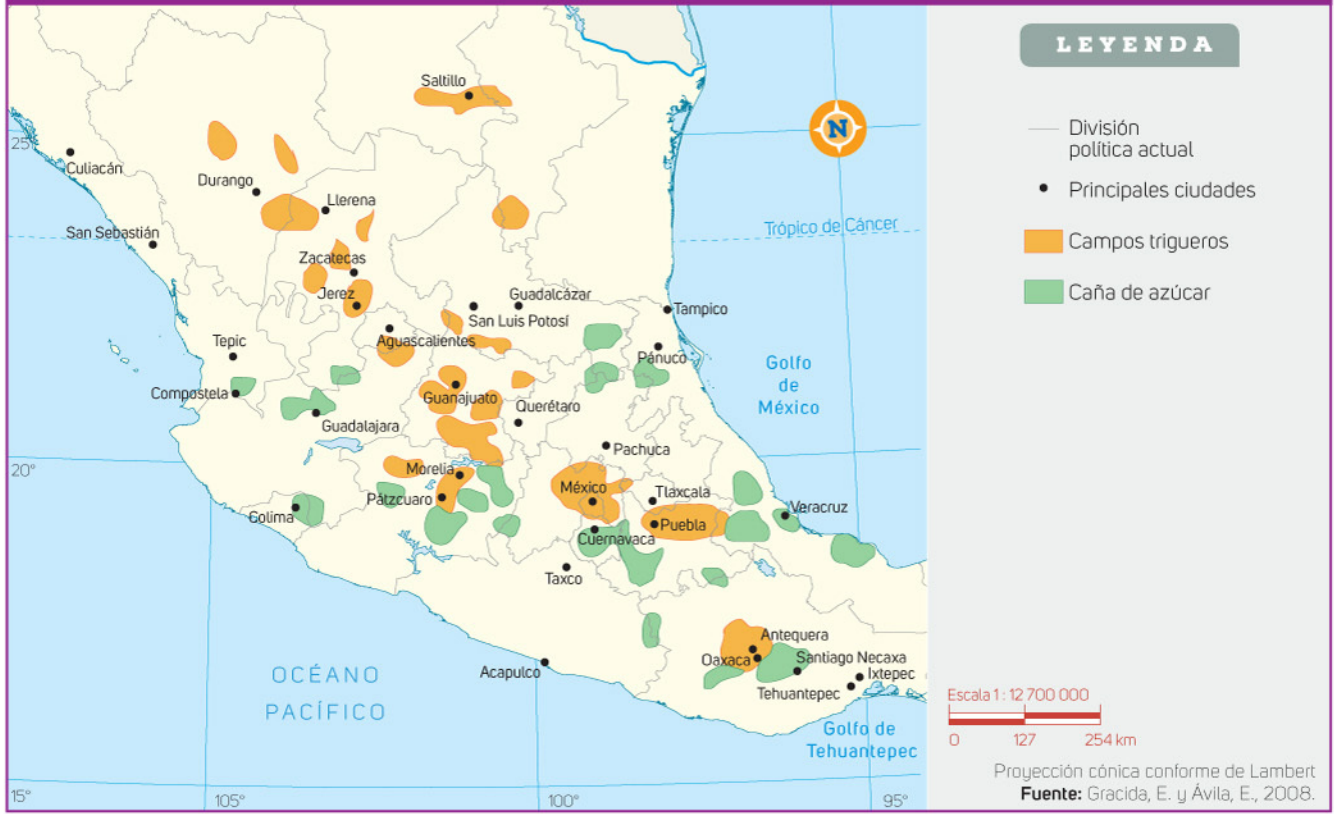 LEYENDA
División
política actual
Principales ciudades
Campos trigueros
Caña de azúcar
N
Saltillo
25°
Culiacán
Durango
Llerena
San Sebastián
Trópico de Cáncer
Zacatecas
Jerez
Guadalcázar
San Luis Potosí
Tampico
Aguascalientes
Tepic
Pánuco
Compostela
Guanajuato
Querétaro
Golfo
de
México
Guadalajara
Pachuca
20°
Morelia
Pátzcuaro
México
Tlaxcala
Veracruz
Colima
Puebla
Cuernavaca
Taxco
Antequera
Oaxaca
Santiago Necaxa
Ixtepec
Tehuantepec
Acapulco
OCÉANO
PACÍFICO
Golfo de
Tehuantepec
15°
105°
100°
95°
Escala 1 : 12 700 000
0 127 254 km
Proyección cónica conforme de Lambert
Fuente: Gracida, E. y Ávila, E., 2008.